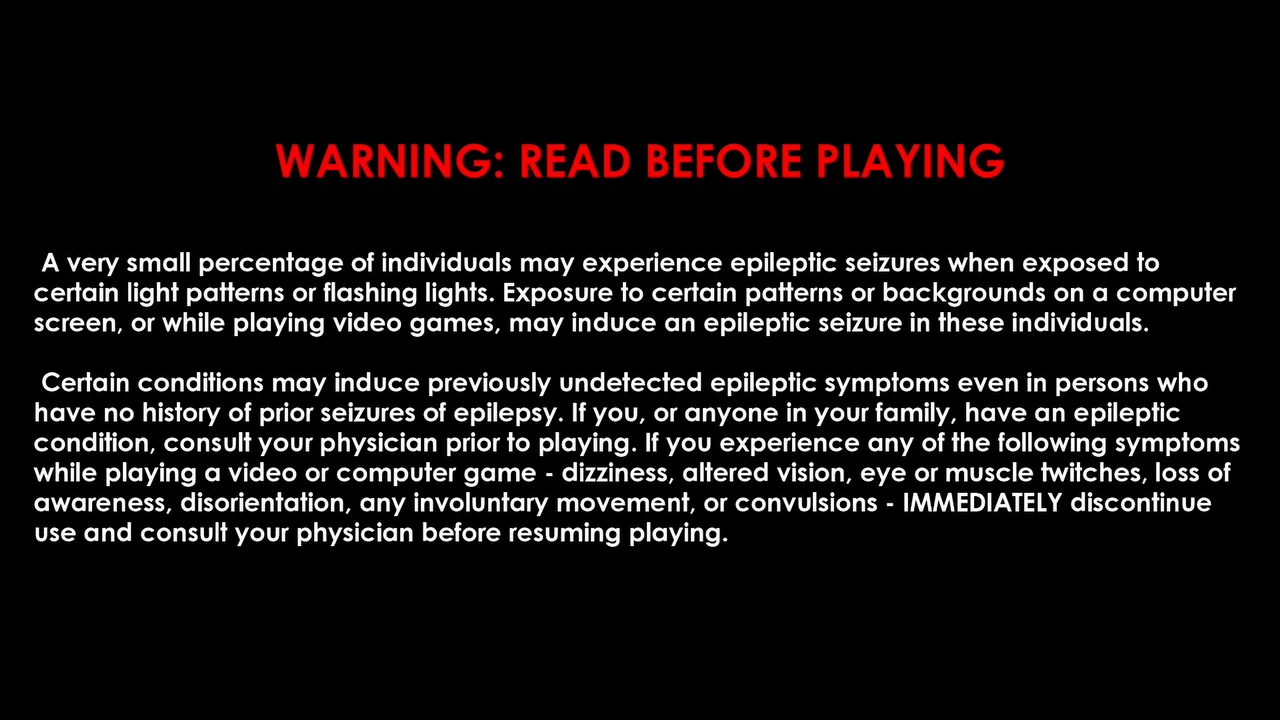 WARNING: READ BEFORE PLAYING
A very small percentage of individuals may experience epileptic seizures when exposed to
certain light patterns or flashing lights. Exposure to certain patterns or backgrounds on a computer
screen, or while playing video games, may induce an epileptic seizure in these individuals.
Certain conditions may induce previously undetected epileptic symptoms even in persons who
have no history of prior seizures of epilepsy. If you, or anyone in your family, have an epileptic
condition, consult your physician prior to playing. If you experience any of the following symptoms
while playing a video or computer game - dizziness, altered vision, eye or muscle twitches, loss of
awareness, disorientation, any involuntary movement, or convulsions - IMMEDIATELY discontinue
use and consult your physician before resuming playing.